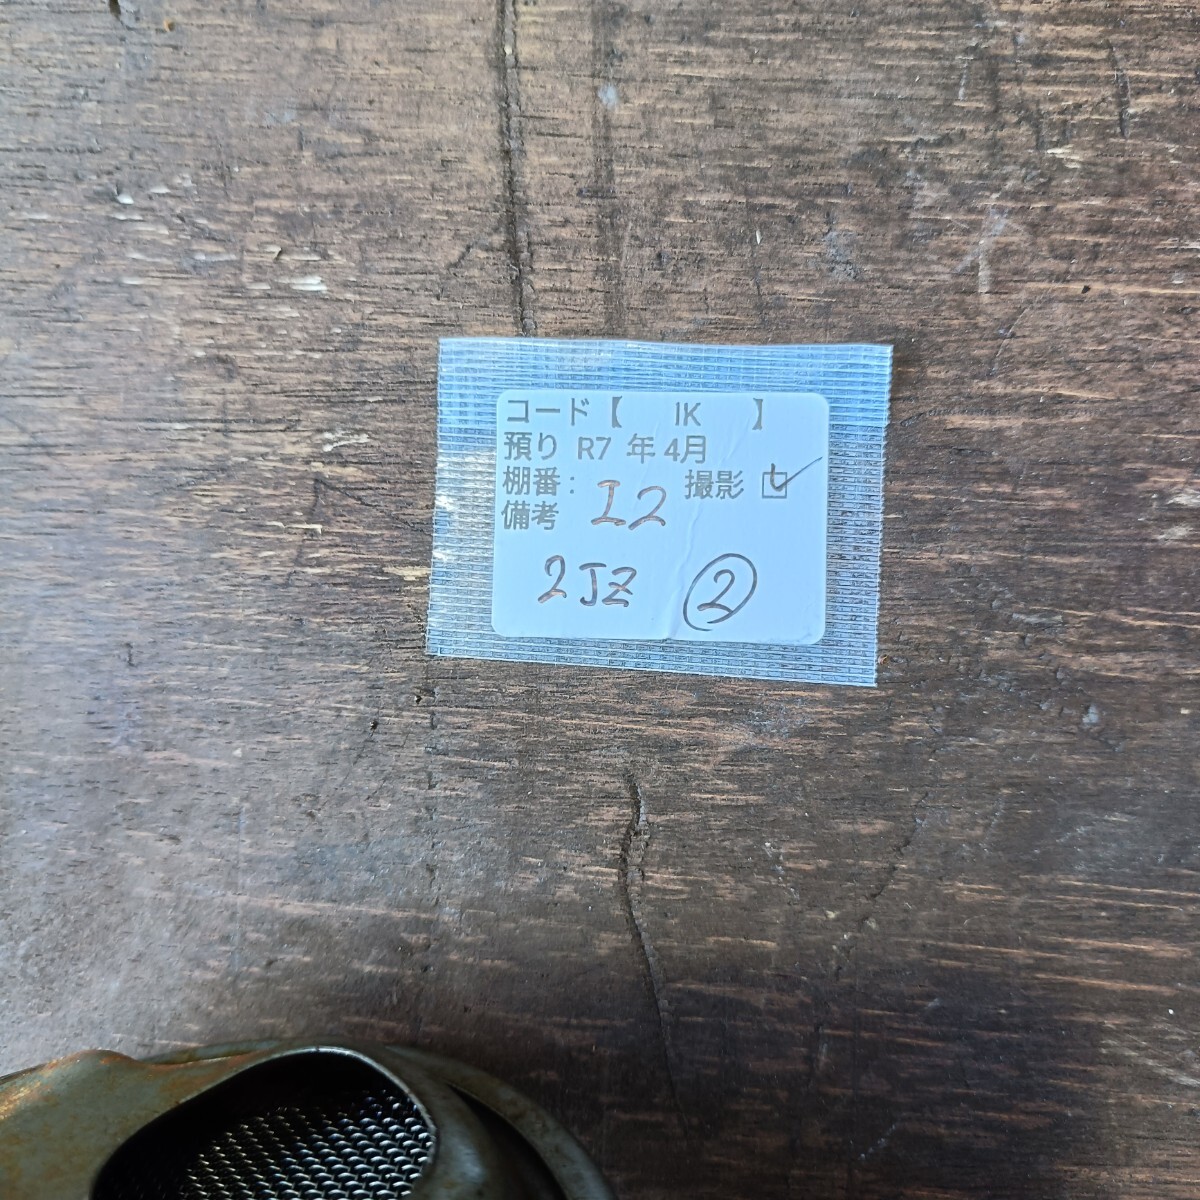 コード【 IK 】
預り R7 年 4月
棚番: I2 撮影 ☑
備考
2JZ ②